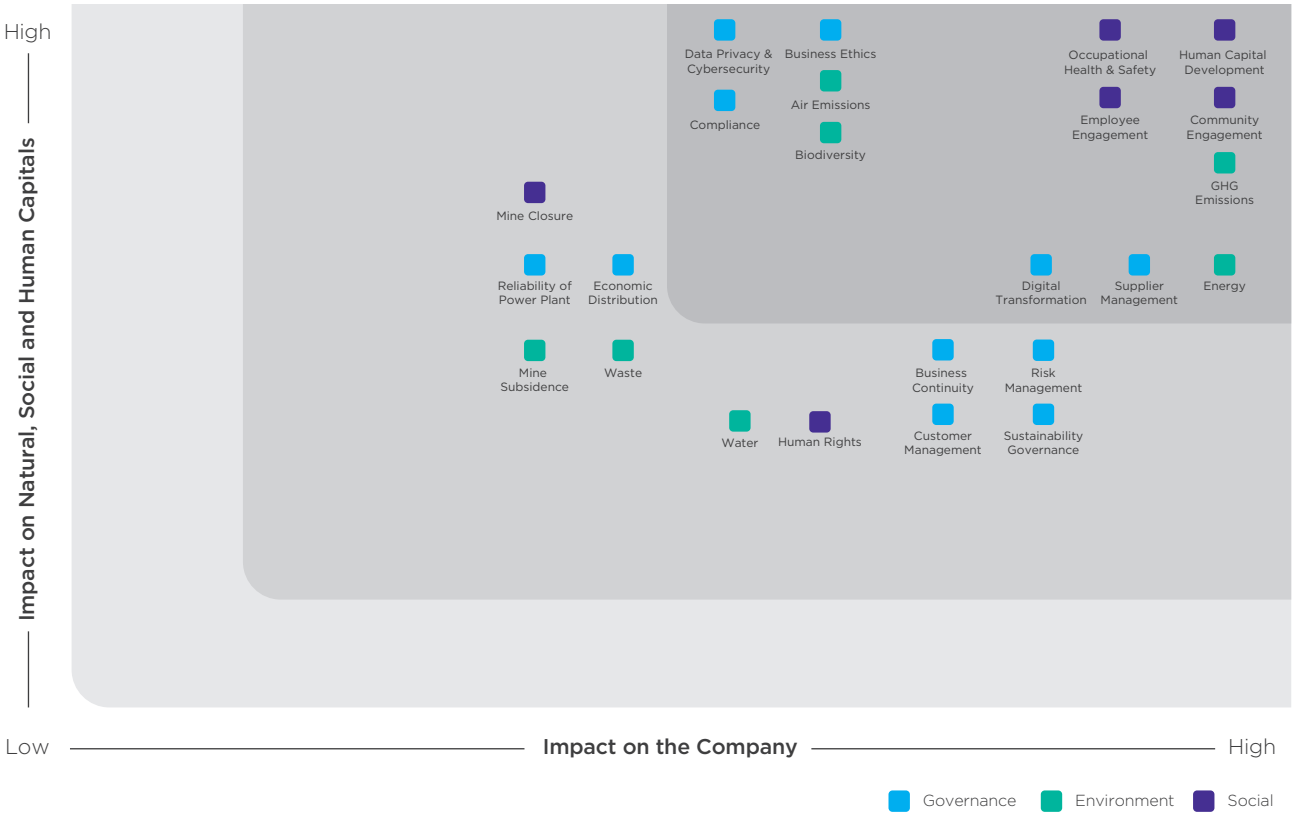 High
Impact on Natural, Social and Human Capitals
Low
Data Privacy &
Cybersecurity
Business Ethics
Occupational
Health & Safety
Human Capital
Development
Compliance
Air Emissions
Employee
Engagement
Community
Engagement
Biodiversity
GHG
Emissions
Mine Closure
Reliability of
Power Plant
Economic
Distribution
Digital
Transformation
Supplier
Management
Energy
Mine
Subsidence
Waste
Business
Continuity
Risk
Management
Water
Human Rights
Customer
Management
Sustainability
Governance
Impact on the Company
High
Governance
Environment
Social